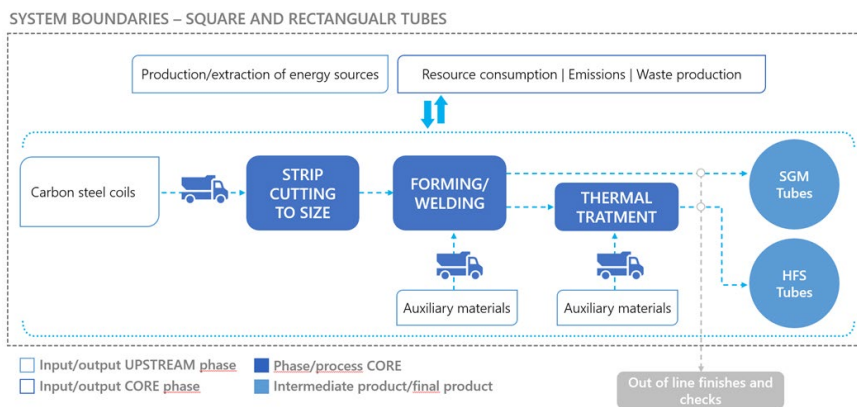 SYSTEM BOUNDARIES – SQUARE AND RECTANGUALR TUBES
Production/extraction of energy sources
Resource consumption | Emissions | Waste production
Carbon steel coils
STRIP
CUTTING
TO SIZE
FORMING/
WELDING
THERMAL
TRATMENT
SGM
Tubes
HFS
Tubes
Auxiliary materials
Auxiliary materials
Input/output UPSTREAM phase
Phase/process CORE
Input/output CORE phase
Intermediate product/final product
Out of line finishes and
checks